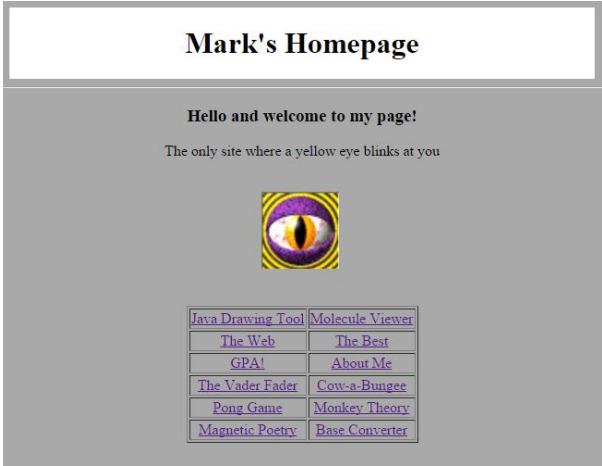 Mark's Homepage
Hello and welcome to my page!
The only site where a yellow eye blinks at you
Java Drawing Tool Molecule Viewer
The Web The Best
GPA! About Me
The Vader Fader Cow-a-Bungee
Pong Game Monkey Theory
Magnetic Poetry Base Converter